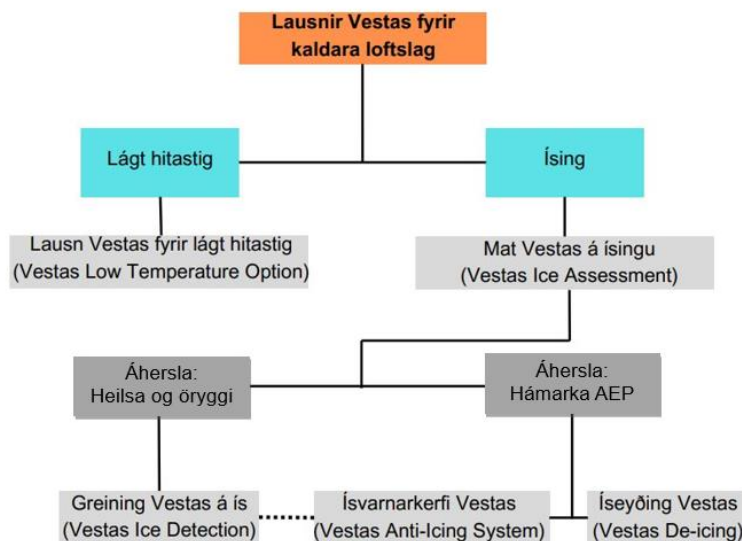 Lausnir Vestas fyrir
kaldara loftslag
Lágt hitastig
Ísing
Lausn Vestas fyrir lágt hitastig
(Vestas Low Temperature Option)
Mat Vestas á ísingu
(Vestas Ice Assessment)
Áhersla:
Heilsa og öryggi
Áhersla:
Hámarka AEP
Greining Vestas á ís
(Vestas Ice Detection)
Ísvarnarkerfi Vestas
(Vestas Anti-Icing System)
Íseyðing Vestas
(Vestas De-icing)